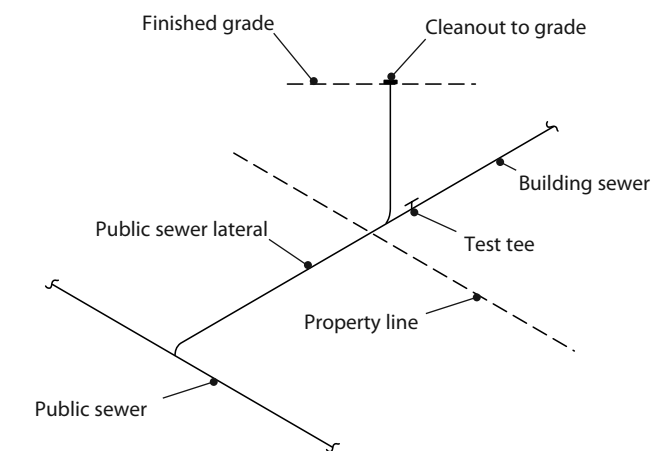 Finished grade
Cleanout to grade
Building sewer
Public sewer lateral
Test tee
Property line
Public sewer